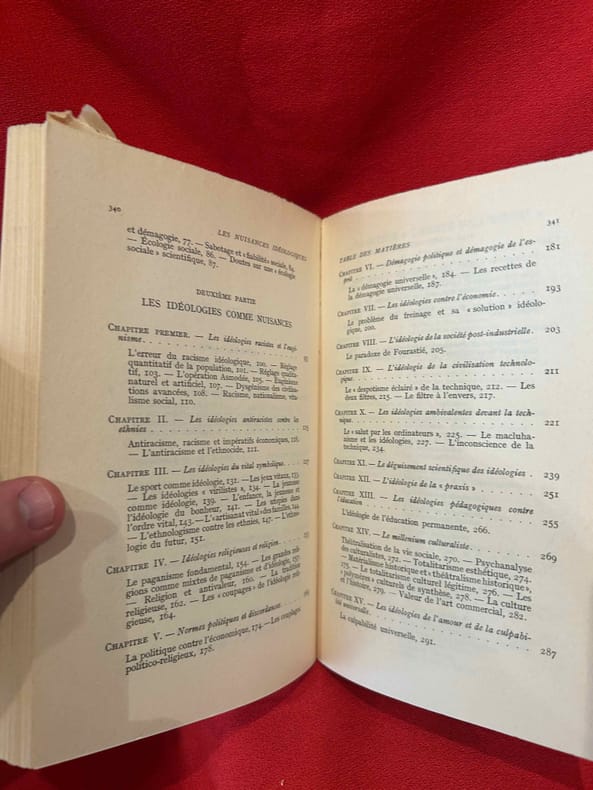 340
LES NUISANCES IDÉOLOGIQUES
et démagogie, 77. — Sabotage et « fiabilité » sociale, 84.
— Écologie sociale, 86. — Doutes sur une « écologie
sociale » scientifique, 87.
DEUXIÈME PARTIE
LES IDÉOLOGIES COMME NUISANCES
CHAPITRE PREMIER. — Les idéologies racistes et l'eugé-
nisme.
L'erreur du racisme idéologique, 100. — Réglage
quantitatif de la population, 101. — Réglage qualita-
tif, 103. — L'opération Asmodée, 105. — Eugénisme
naturel et artificiel, 107. — Dysgénisme des civilisa-
tions avancées, 108. — Racisme, nationalisme, vita-
lisme social, 110.
CHAPITRE II. — Les idéologies antiracistes contre les
ethnies
Antiracisme, racisme et impératifs économiques, 118.
— L'antiracisme et l'ethnocide, 121.
CHAPITRE III. — Les idéologies du vital symbolique. 127
Le sport comme idéologie, 131. — Les jeux vitaux, 133.
— Les idéologies « virilistes », 134. — La jeunesse
comme idéologie, 139. — L'enfance, la jeunesse et
l'idéologie du bonheur, 141. — Les utopies dans
l'ordre vital, 143. — L'« artisanat vital » des familles, 144.
— L'ethnologisme contre les ethnies, 147. — L'ethno-
logie du futur, 151.
CHAPITRE IV. — Idéologies religieuses et religion.
Le paganisme fondamental, 154. — Les grandes reli-
gions comme mixtes de paganisme et d'idéologie, 157.
— Religion et antivaleur, 160. — La tradition
religieuse, 162. — Les « coupages » de l'idéologie reli-
gieuse, 164.
CHAPITRE V. — Normes politiques et discordances.
La politique contre l'économique, 174. — Les coupages
politico-religieux, 178.
341
TABLE DES MATIÈRES
CHAPITRE VI. — Démagogie politique et démagogie de l'es-
prit 181
La « démagogie universelle », 184. — Les recettes de
la démagogie universelle, 187.
CHAPITRE VII. — Les idéologies contre l'économie. 193
Le problème du freinage et sa « solution » idéolo-
gique, 200.
CHAPITRE VIII. — L'idéologie de la société post-industrielle. 203
Le paradoxe de Fourastié, 205.
CHAPITRE IX. — L'idéologie de la civilisation technolo-
gique. 211
Le « despotisme éclairé » de la technique, 212. — Les
deux filtres, 215. — Le filtre à l'envers, 217.
CHAPITRE X. — Les idéologies ambivalentes devant la tech-
nique. 221
Le « salut par les ordinateurs », 225. — Le macluha-
nisme et les idéologies, 227. — L'inconscience de la
technique, 234.
CHAPITRE XI. — Le déguisement scientifique des idéologies. 239
CHAPITRE XII. — L'idéologie de la « praxis » 251
CHAPITRE XIII. — Les idéologies pédagogiques contre
l'éducation 255
L'idéologie de l'éducation permanente, 266.
CHAPITRE XIV. — Le millenium culturaliste. 269
Théâtralisation de la vie sociale, 270. — Psychanalyse
des culturalistes, 271. — Totalitarisme esthétique, 274.
— Matérialisme historique et théâtralisme historique,
275. — Le totalitarisme culturel légitime, 276. — Les
« polymères » culturels de synthèse, 278. — La culture
et l'histoire, 279. — Valeur de l'art commercial, 282.
CHAPITRE XV. — Les idéologies de l'amour et de la culpabi-
lité universelle. 287
La culpabilité universelle, 291.